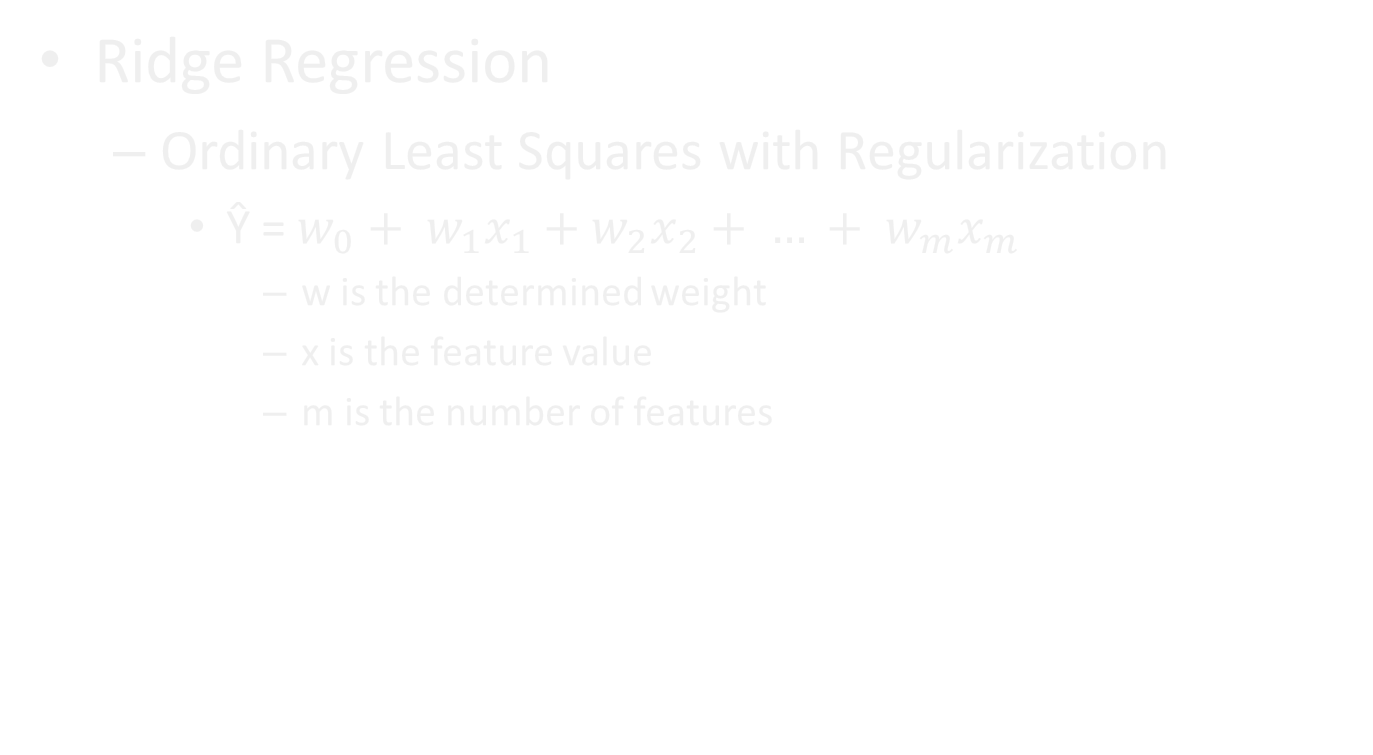 • Ridge Regression
– Ordinary Least Squares with Regularization
• Ŷ = w₀ + w₁x₁ + w₂x₂ + … + wₘxₘ
– w is the determined weight
– x is the feature value
– m is the number of features